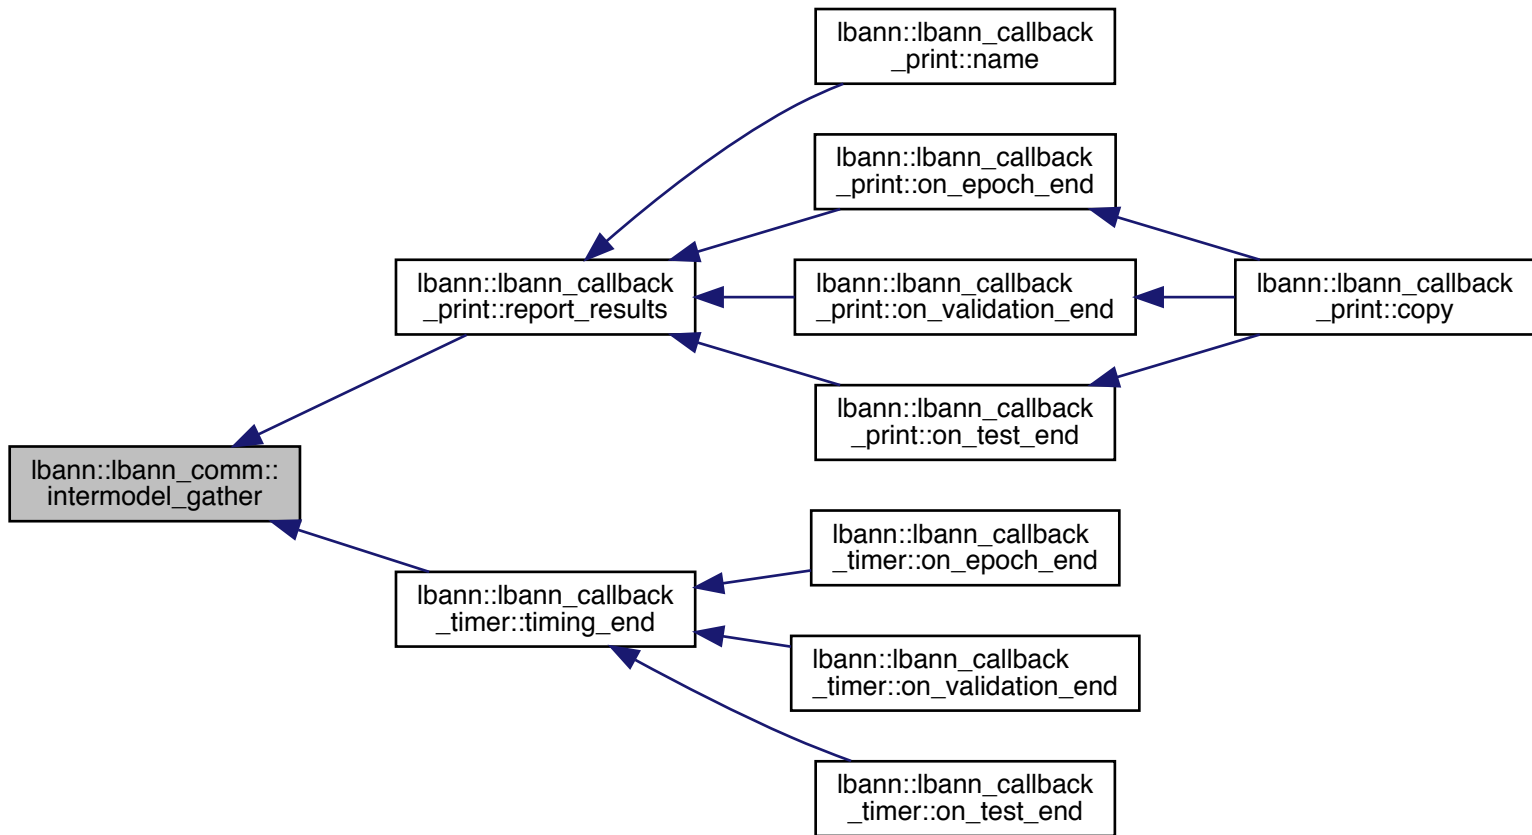 lbann::lbann_callback
_print::name
lbann::lbann_callback
_print::on_epoch_end
lbann::lbann_callback
_print::report_results
lbann::lbann_callback
_print::on_validation_end
lbann::lbann_callback
_print::copy
lbann::lbann_callback
_print::on_test_end
lbann::lbann_comm::
intermodel_gather
lbann::lbann_callback
_timer::on_epoch_end
lbann::lbann_callback
_timer::timing_end
lbann::lbann_callback
_timer::on_validation_end
lbann::lbann_callback
_timer::on_test_end